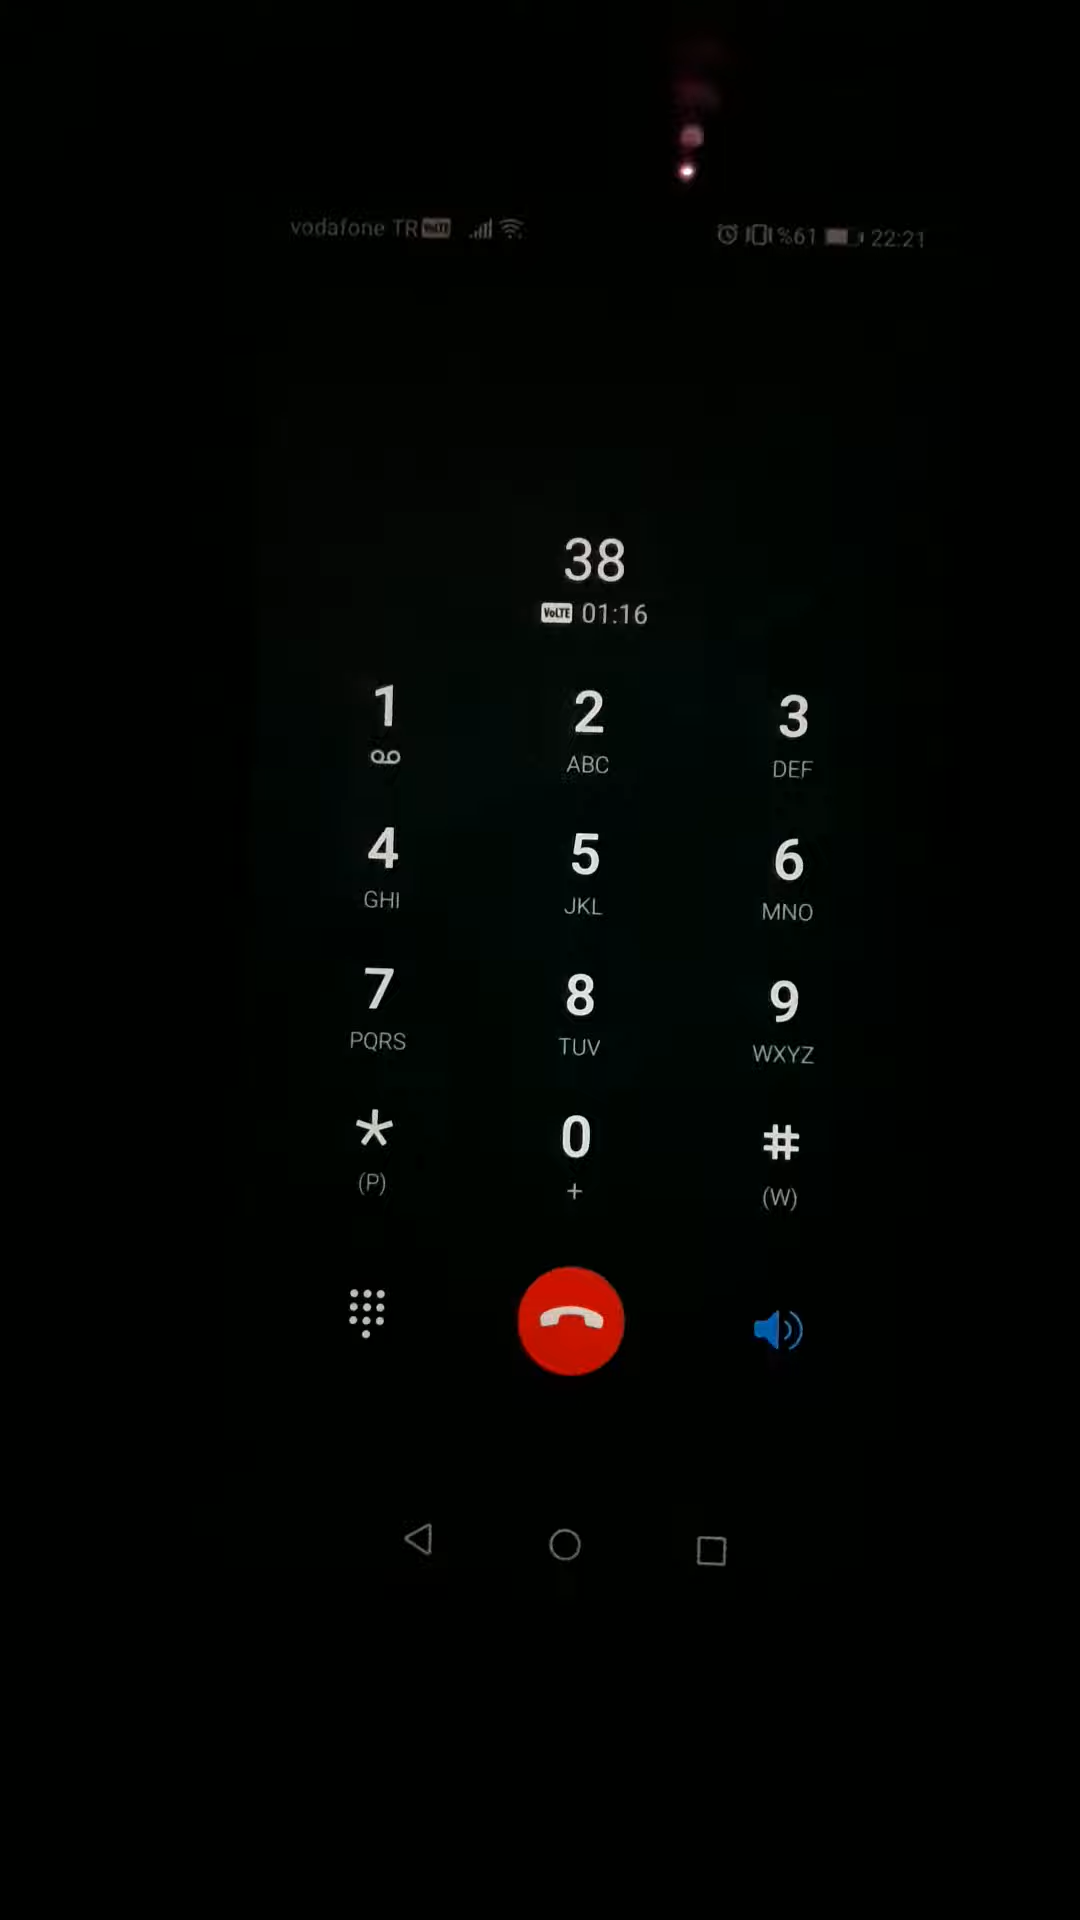 vodafone TR VoLTE
%61 22:21
38
VoLTE 01:16
1 2 3
ABC DEF
4 5 6
GHI JKL MNO
7 8 9
PQRS TUV WXYZ
* 0 #
(P) + (W)